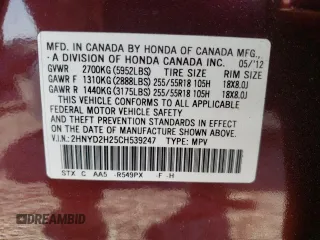 MFD. IN CANADA BY HONDA OF CANADA MFG.,
A DIVISION OF HONDA CANADA INC. 05/'12
GVWR 2700KG(5952LBS) TIRE SIZE RIM SIZE
GAWR F 1310KG(2888LBS) 255/55R18 105H 18X8.0J
GAWR R 1440KG(3175LBS) 255/55R18 105H 18X8.0J
THIS VEHICLE CONFORMS TO ALL APPLICABLE
FEDERAL MOTOR VEHICLE SAFETY
AND THEFT PREVENTION STANDARDS IN EFFECT
ON THE DATE OF MANUFACTURE SHOWN ABOVE.
V.I.N.: 2HNYD2H25CH539247 TYPE: MPV
STX C AA5 R549PX F -H
DREAMBID